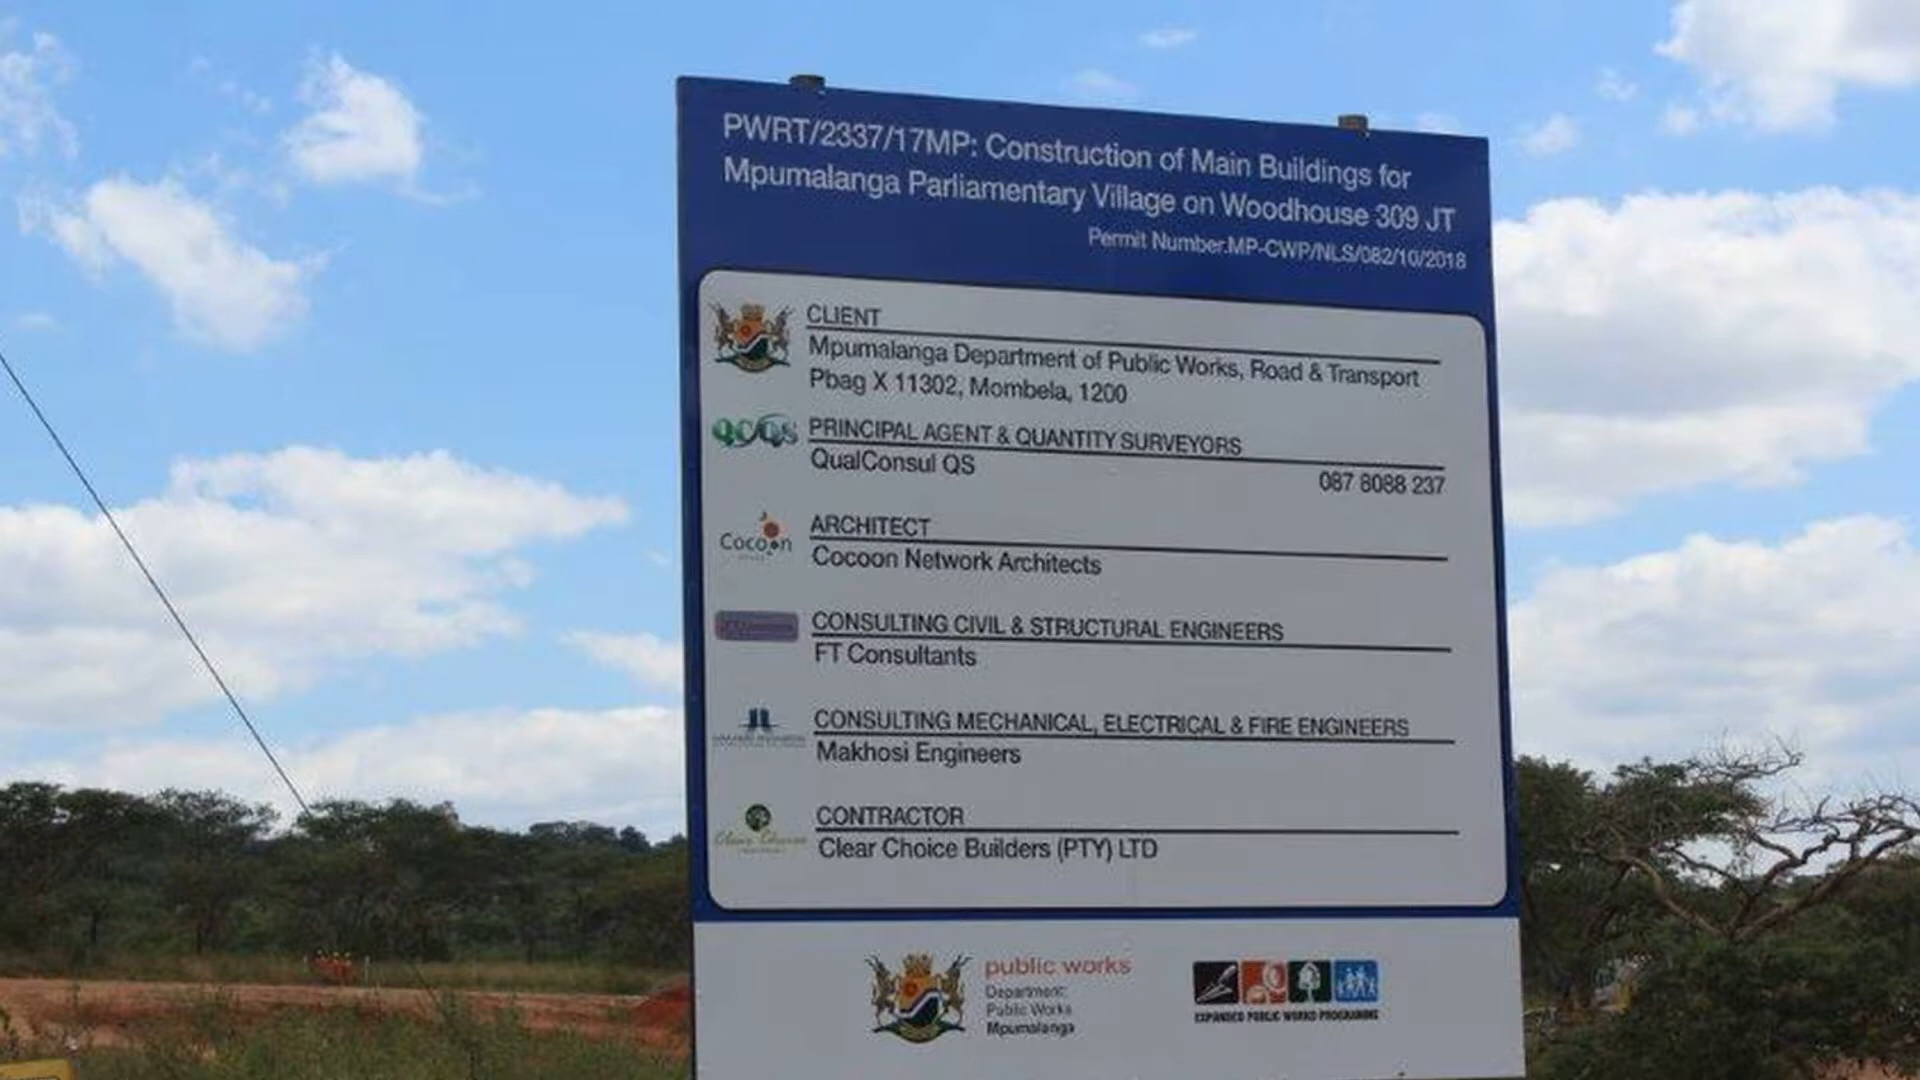 PWRT/2337/17MP: Construction of Main Buildings for
Mpumalanga Parliamentary Village on Woodhouse 309 JT
Permit Number.MP-CWP/NLS/082/10/2018
CLIENT
Mpumalanga Department of Public Works, Road & Transport
Pbag X 11302, Mombela, 1200
QCQS
PRINCIPAL AGENT & QUANTITY SURVEYORS
QualConsul QS
087 8088 237
Cocoon
ARCHITECT
Cocoon Network Architects
CONSULTING CIVIL & STRUCTURAL ENGINEERS
FT Consultants
CONSULTING MECHANICAL, ELECTRICAL & FIRE ENGINEERS
Makhosi Engineers
CONTRACTOR
Clear Choice Builders (PTY) LTD
public works
Department:
Public Works
Mpumalanga
EXPANDED PUBLIC WORKS PROGRAMME